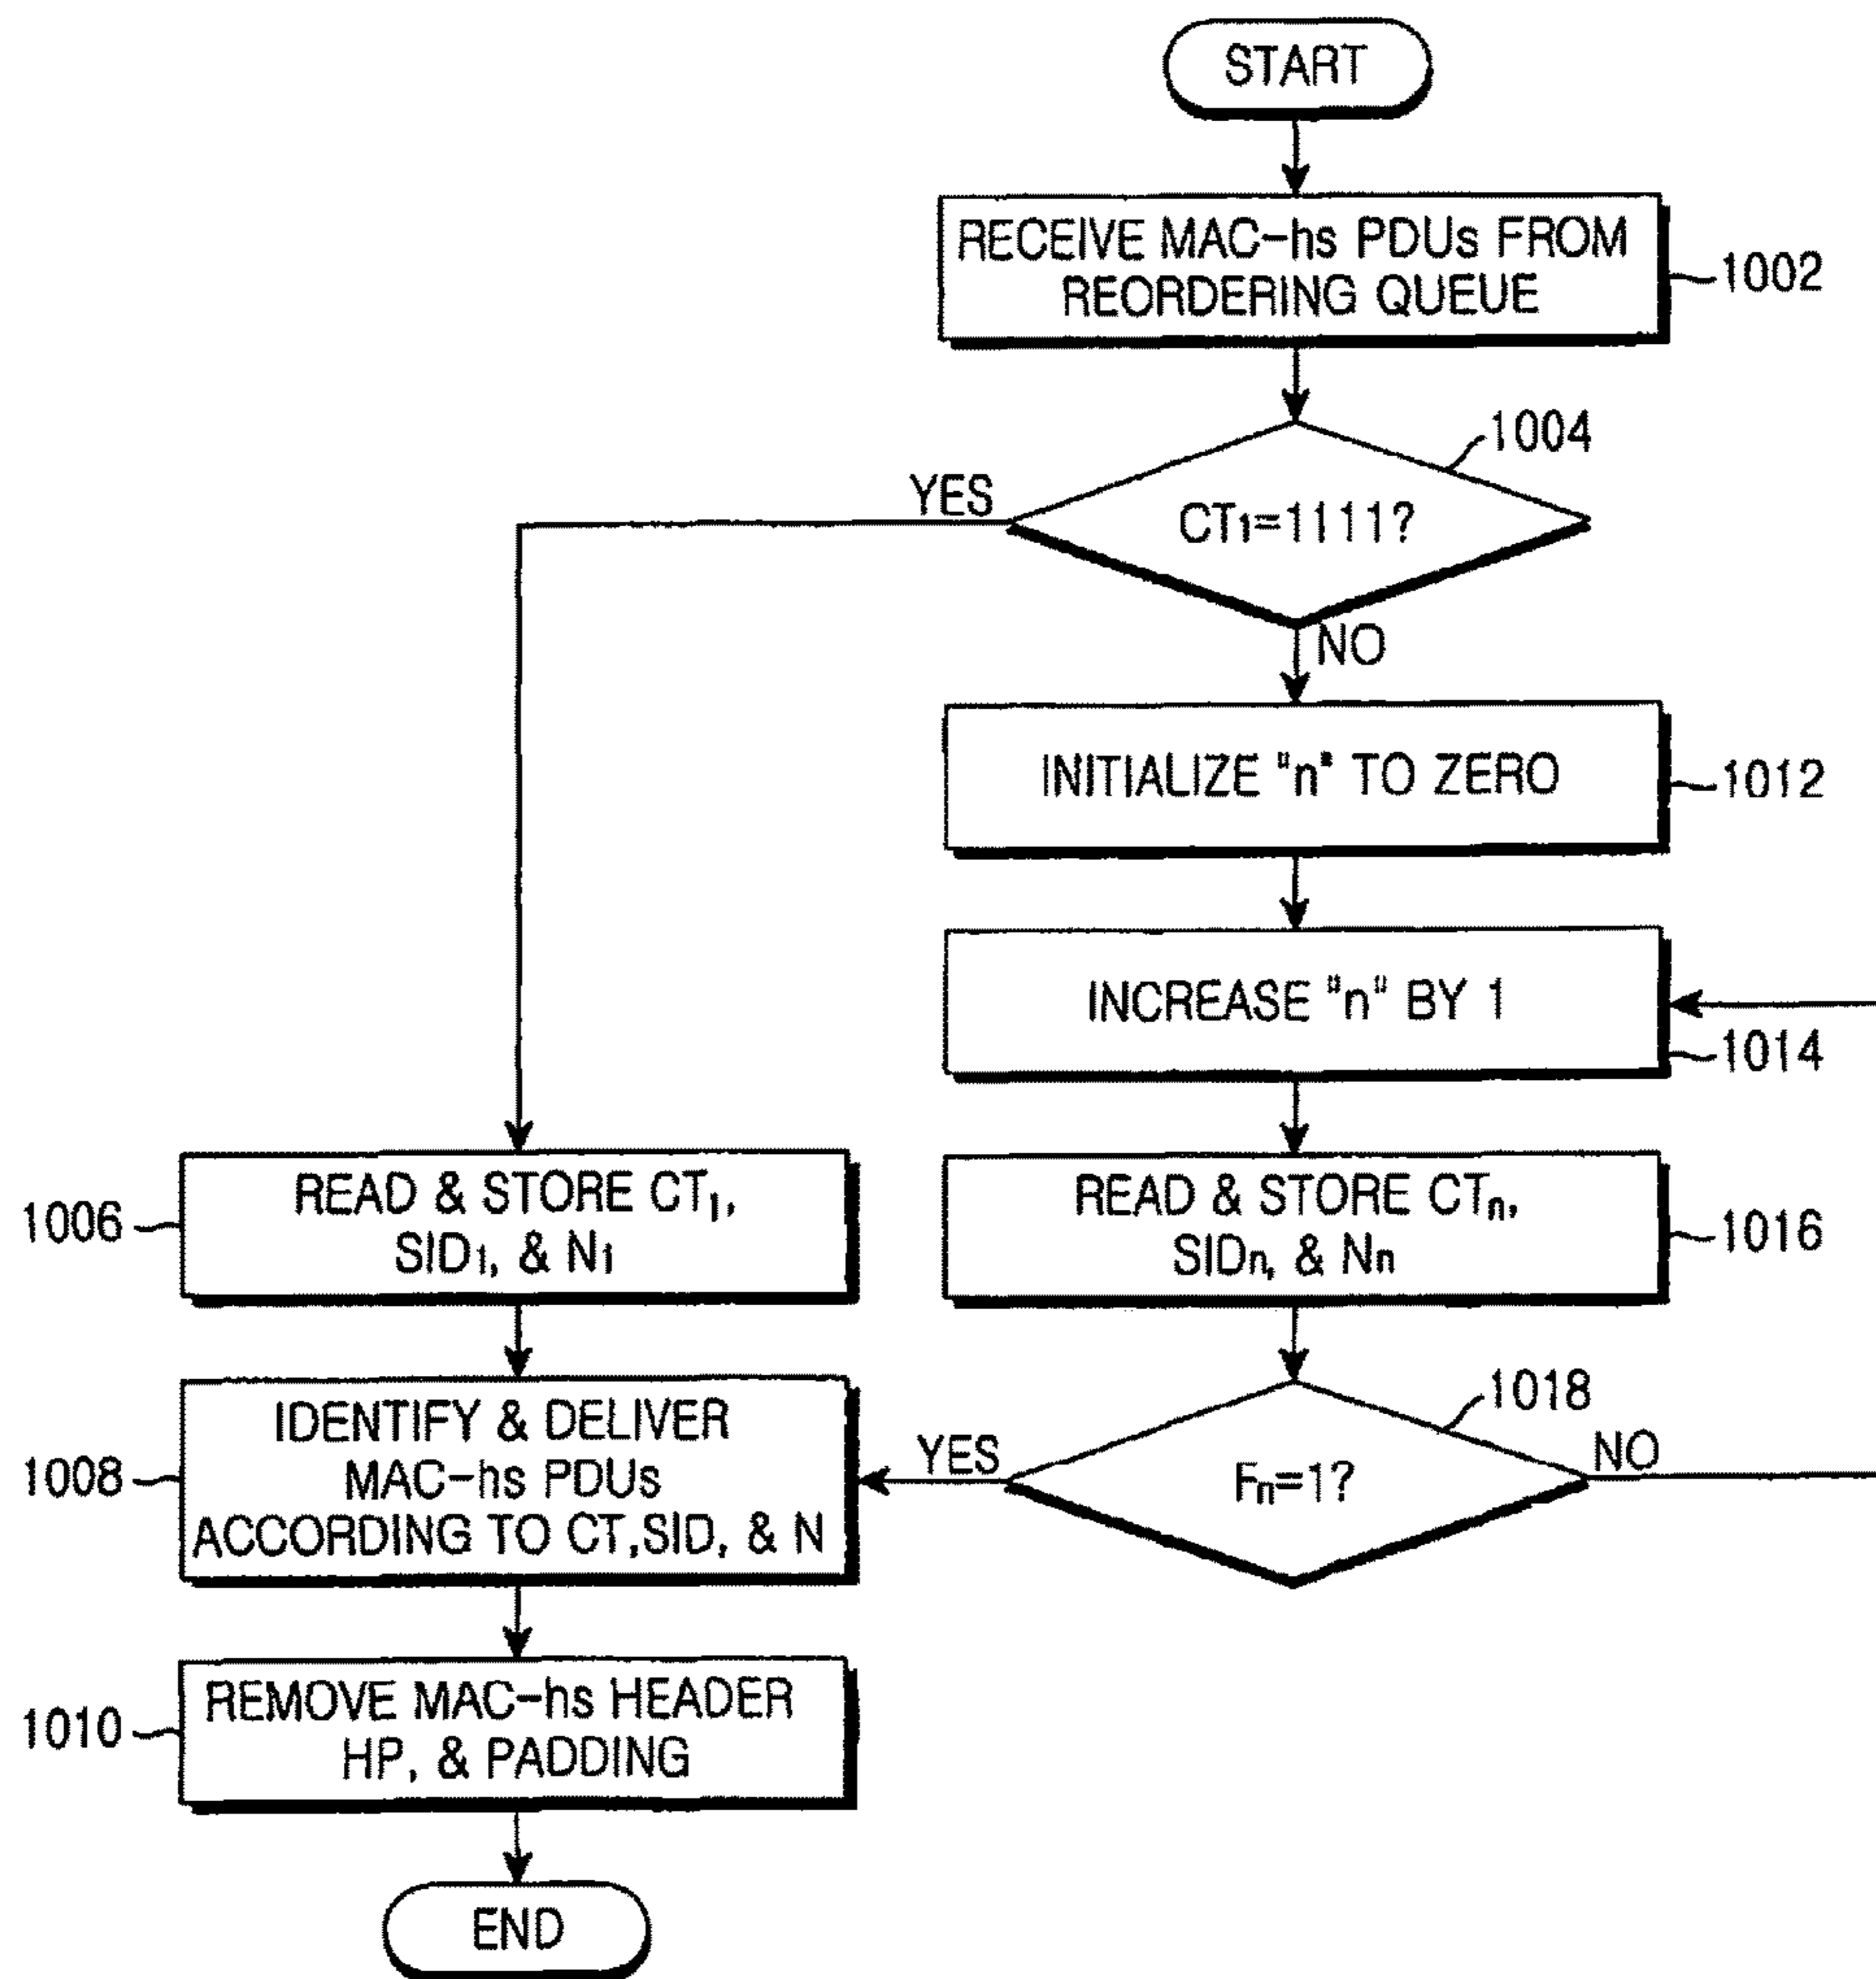 START
RECEIVE MAC-hs PDUs FROM
REORDERING QUEUE
1002
1004
YES
CT1=1111?
NO
INITIALIZE "n" TO ZERO
1012
INCREASE "n" BY 1
1014
1006
READ & STORE CT1,
SID1, & N1
READ & STORE CTn,
SIDn, & Nn
1016
1008
IDENTIFY & DELIVER
MAC-hs PDUs
ACCORDING TO CT,SID, & N
YES
Fn=1?
1018
NO
1010
REMOVE MAC-hs HEADER
HP, & PADDING
END